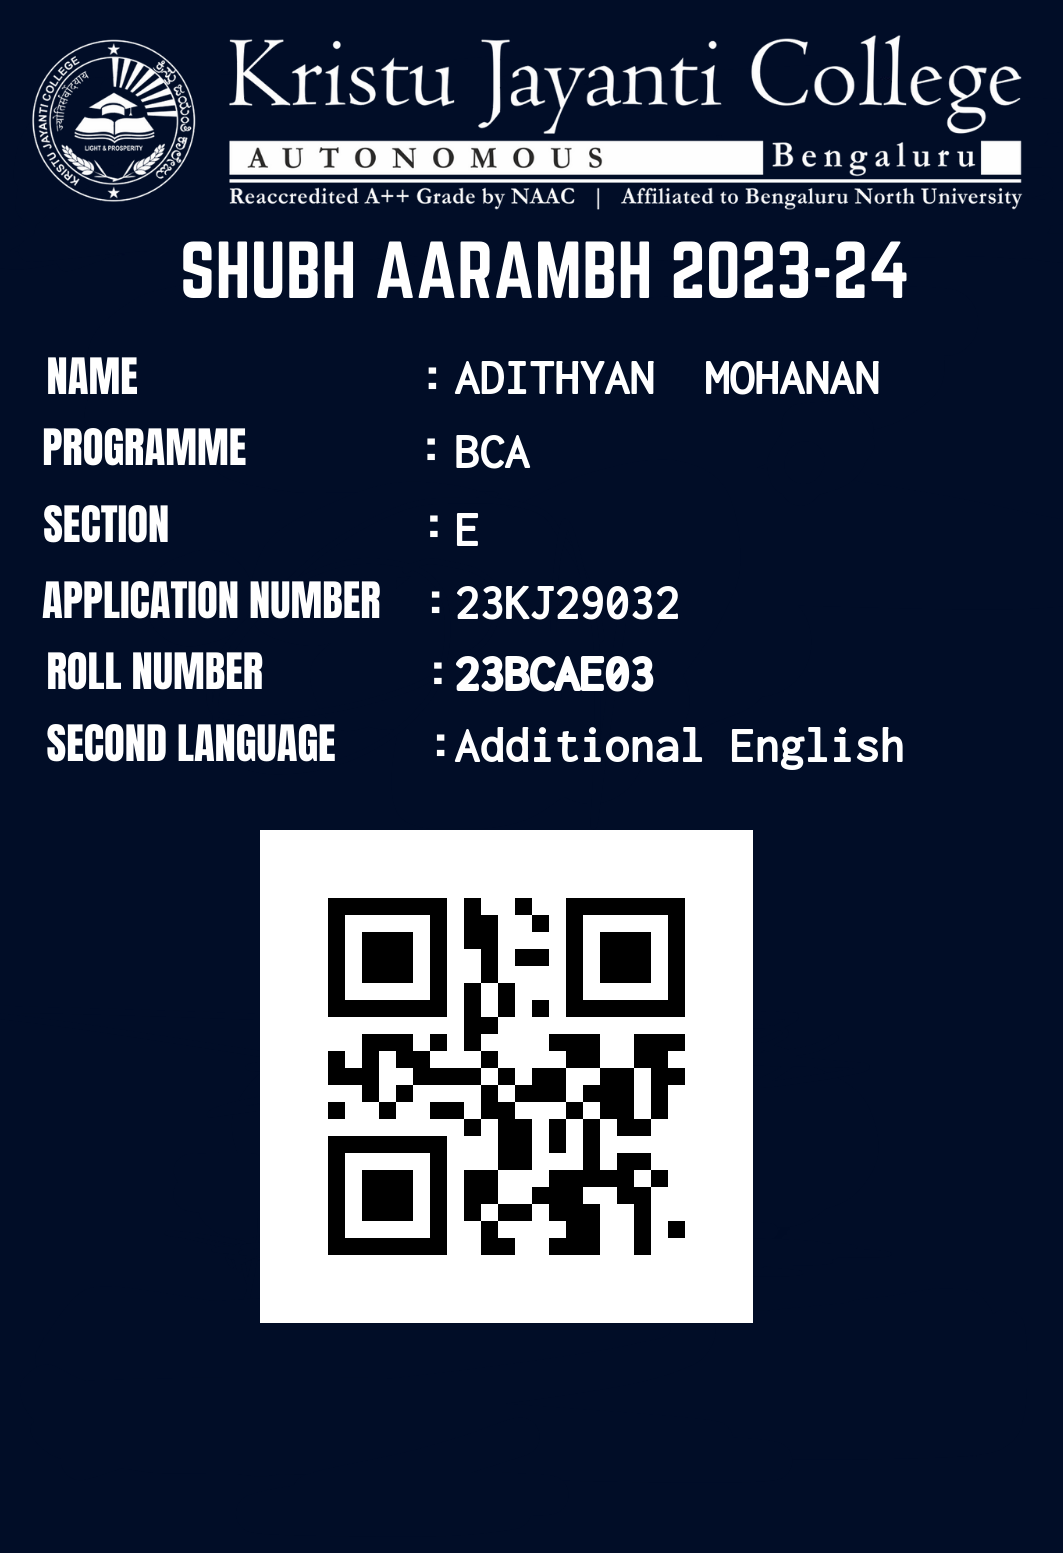 Kristu Jayanti College
AUTONOMOUS Bengaluru
Reaccredited A++ Grade by NAAC | Affiliated to Bengaluru North University
KRISTU JAYANTI COLLEGE
LIGHT & PROSPERITY
SHUBH AARAMBH 2023-24
NAME : ADITHYAN MOHANAN
PROGRAMME : BCA
SECTION : E
APPLICATION NUMBER : 23KJ29032
ROLL NUMBER : 23BCAE03
SECOND LANGUAGE : Additional English